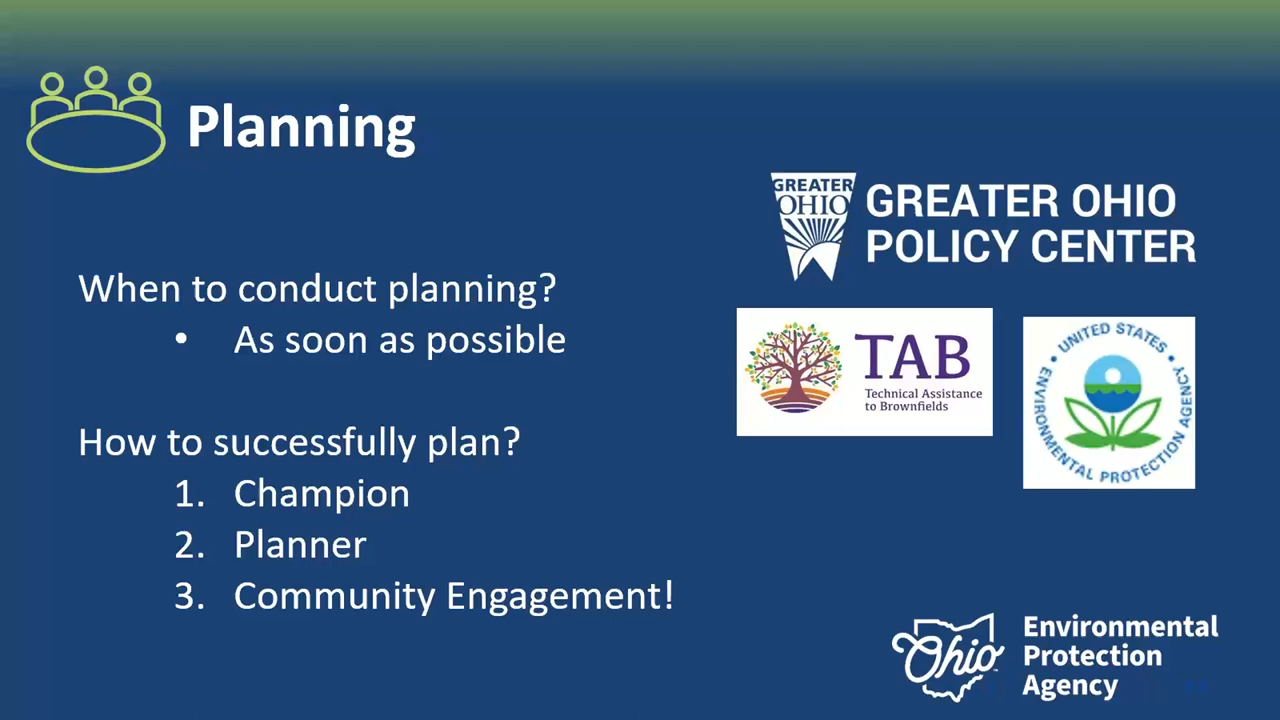 Planning
When to conduct planning?
• As soon as possible
How to successfully plan?
1. Champion
2. Planner
3. Community Engagement!
GREATER
OHIO
GREATER OHIO
POLICY CENTER
TAB
Technical Assistance
to Brownfields
UNITED STATES
ENVIRONMENTAL PROTECTION AGENCY
Ohio
Environmental
Protection
Agency